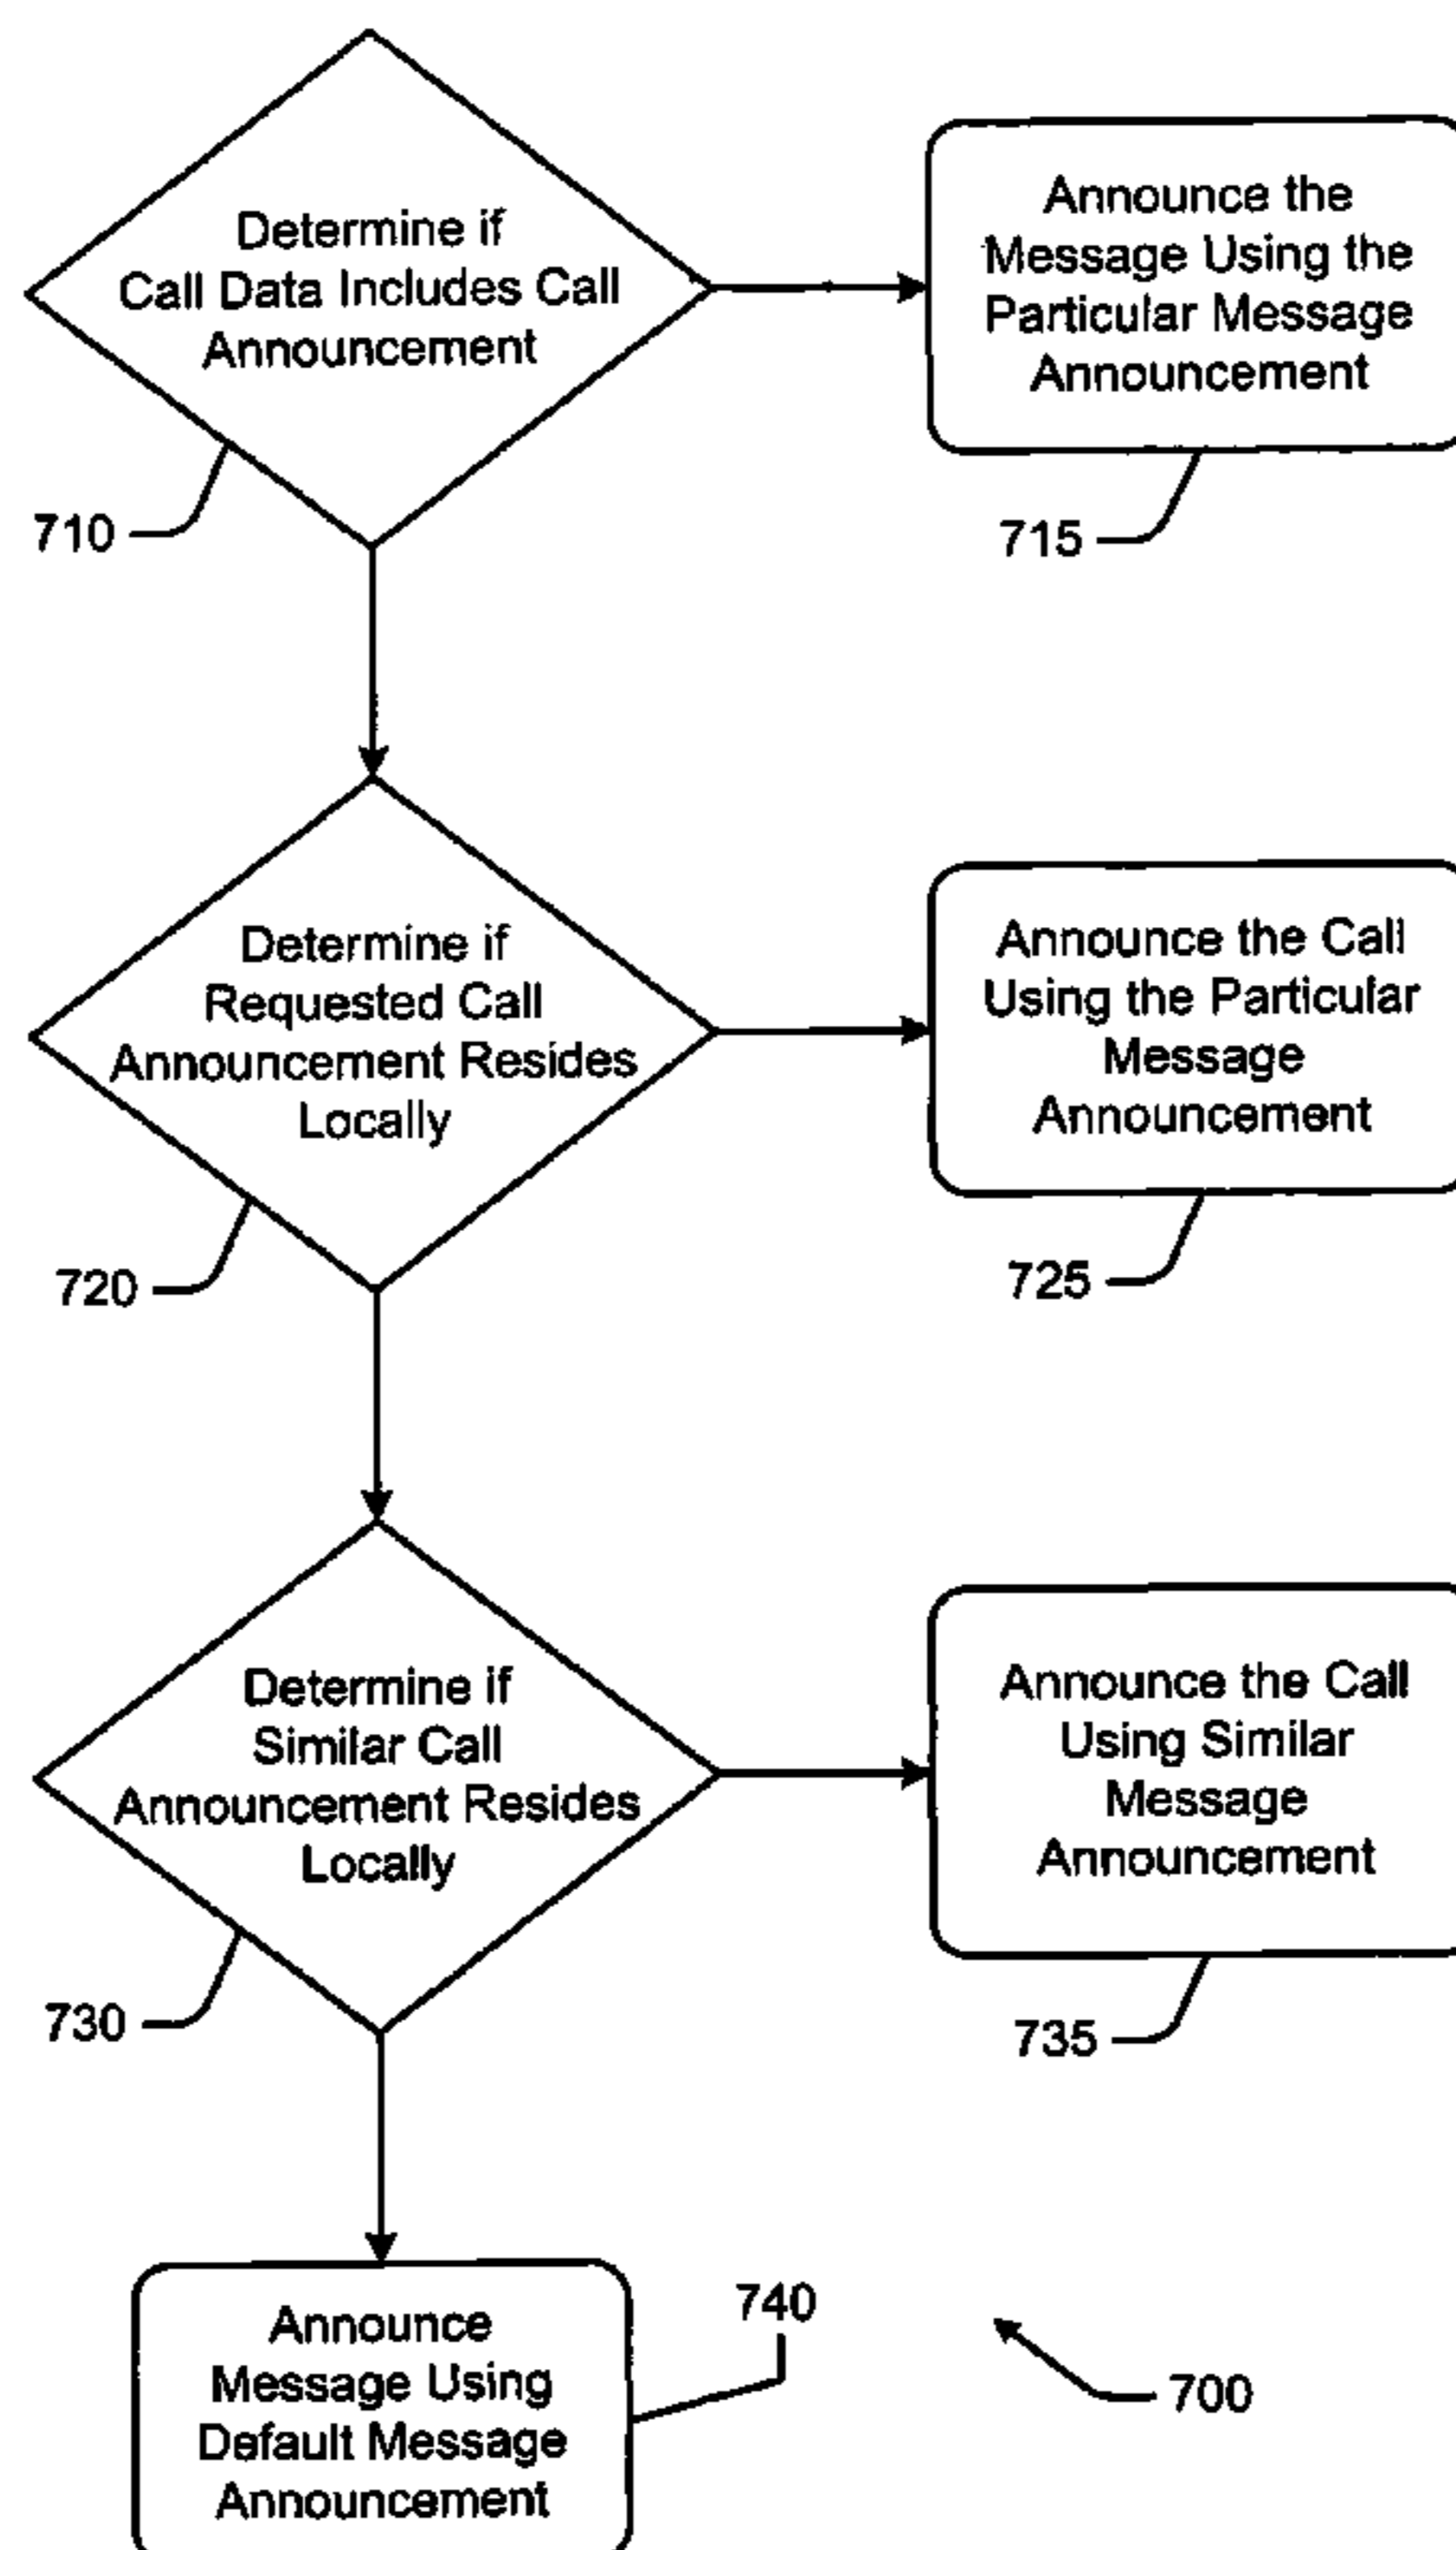 Determine if
Call Data Includes Call
Announcement
710
Announce the
Message Using the
Particular Message
Announcement
715
Determine if
Requested Call
Announcement Resides
Locally
720
Announce the Call
Using the Particular
Message
Announcement
725
Determine if
Similar Call
Announcement Resides
Locally
730
Announce the Call
Using Similar
Message
Announcement
735
Announce
Message Using
Default Message
Announcement
740
700